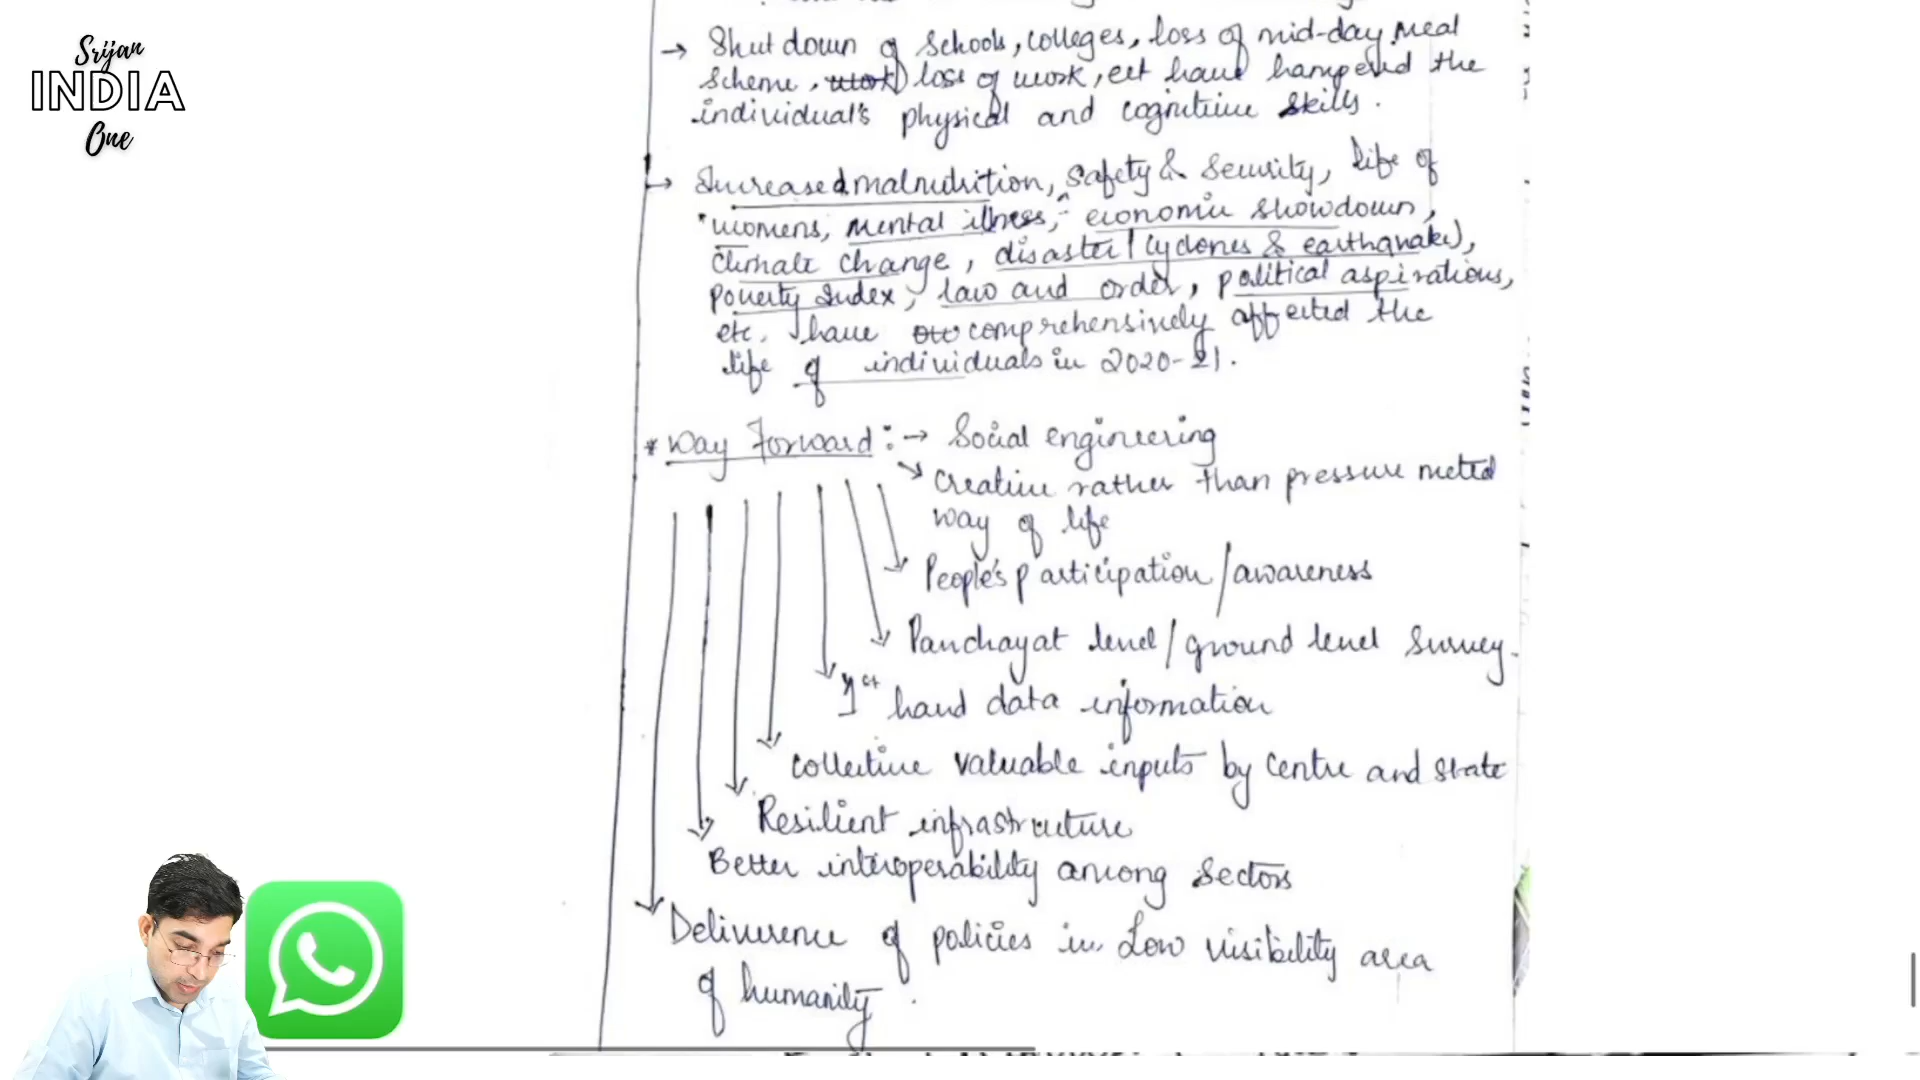 Srijan
INDIA
One
→ Shut down of schools, colleges, loss of mid-day meal
scheme, work loss of work, ect have hampered the
individual's physical and cognitive skills.
→ Increased malnutrition, safety & security, life of
womens, mental illness, economic showdown,
climate change, disaster (cyclones & earthquake),
poverty index, law and order, political aspirations,
etc. have comprehensively affected the
life of individuals in 2020-21.
* Way Forward :→ Social engineering
Creative rather than pressure meted
way of life
People's participation / awareness
Panchayat level / ground level survey.
1st hand data information
Collective valuable inputs by Centre and state
Resilient infrastructure
Better interoperability among sectors
Deliverence of policies in Low visibility area
of humanity.